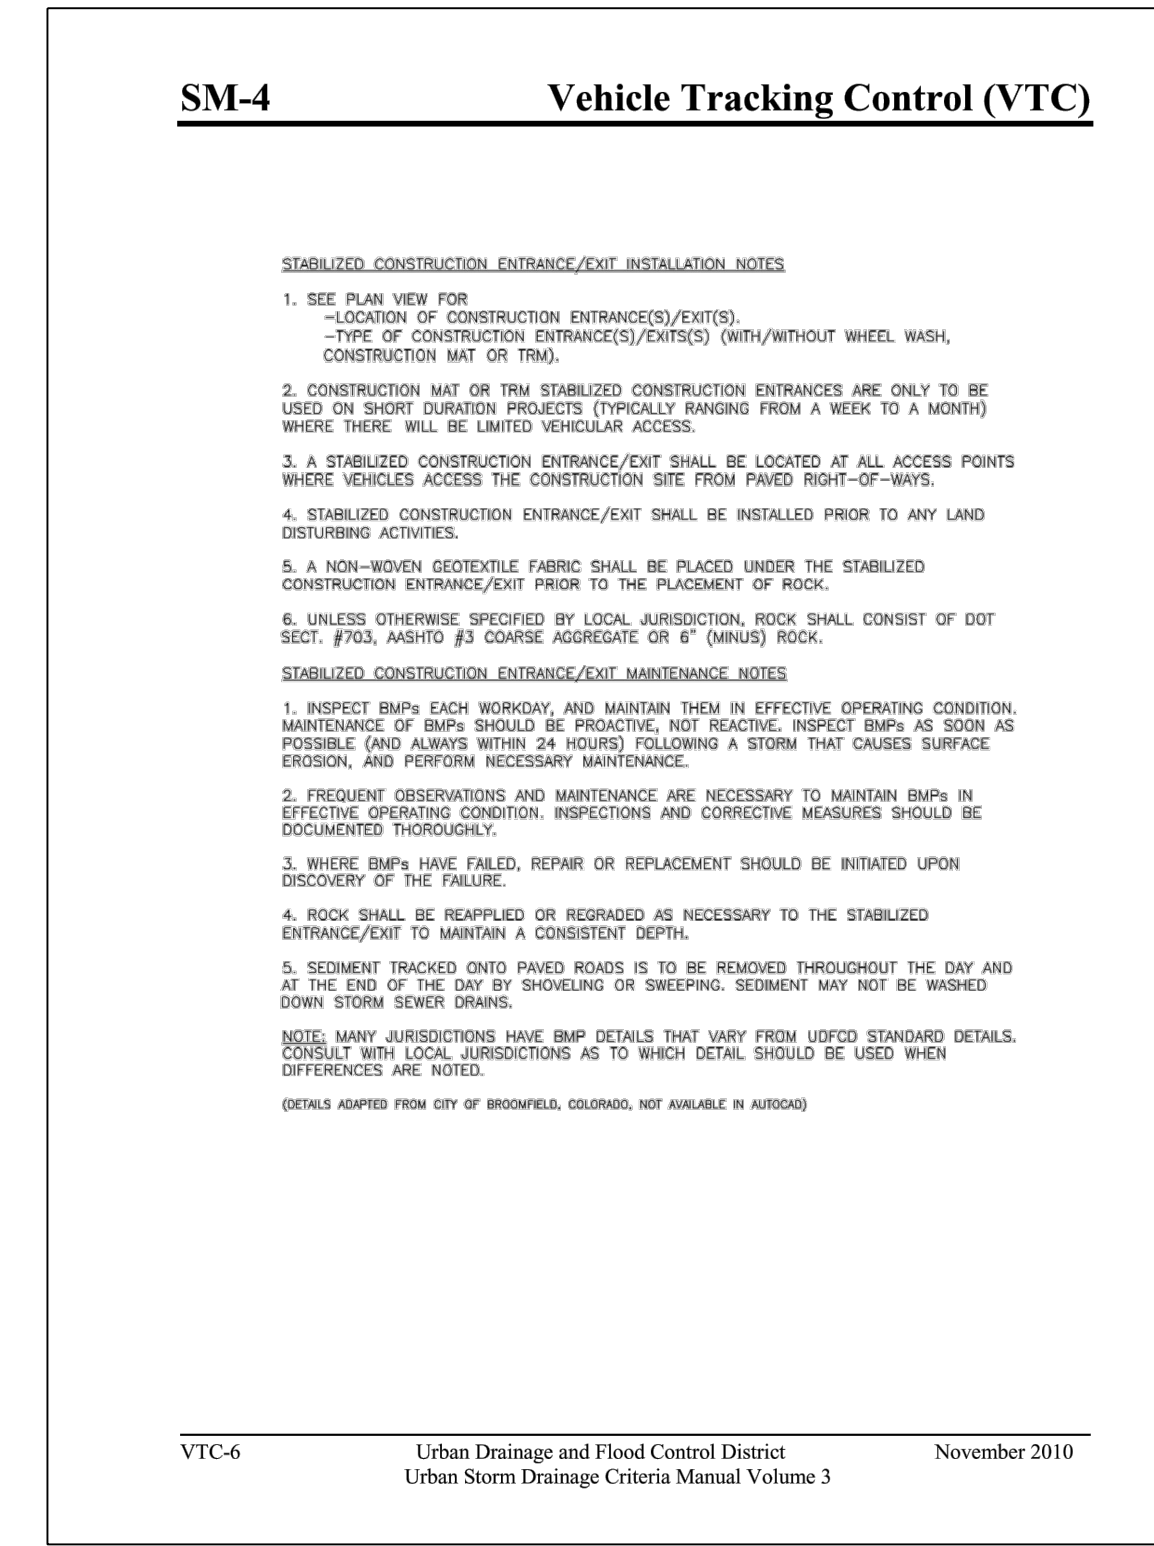 SM-4 Vehicle Tracking Control (VTC)
STABILIZED CONSTRUCTION ENTRANCE/EXIT INSTALLATION NOTES
1. SEE PLAN VIEW FOR
-LOCATION OF CONSTRUCTION ENTRANCE(S)/EXIT(S).
-TYPE OF CONSTRUCTION ENTRANCE(S)/EXITS(S) (WITH/WITHOUT WHEEL WASH,
CONSTRUCTION MAT OR TRM).
2. CONSTRUCTION MAT OR TRM STABILIZED CONSTRUCTION ENTRANCES ARE ONLY TO BE
USED ON SHORT DURATION PROJECTS (TYPICALLY RANGING FROM A WEEK TO A MONTH)
WHERE THERE WILL BE LIMITED VEHICULAR ACCESS.
3. A STABILIZED CONSTRUCTION ENTRANCE/EXIT SHALL BE LOCATED AT ALL ACCESS POINTS
WHERE VEHICLES ACCESS THE CONSTRUCTION SITE FROM PAVED RIGHT-OF-WAYS.
4. STABILIZED CONSTRUCTION ENTRANCE/EXIT SHALL BE INSTALLED PRIOR TO ANY LAND
DISTURBING ACTIVITIES.
5. A NON-WOVEN GEOTEXTILE FABRIC SHALL BE PLACED UNDER THE STABILIZED
CONSTRUCTION ENTRANCE/EXIT PRIOR TO THE PLACEMENT OF ROCK.
6. UNLESS OTHERWISE SPECIFIED BY LOCAL JURISDICTION, ROCK SHALL CONSIST OF DOT
SECT. #703, AASHTO #3 COARSE AGGREGATE OR 6" (MINUS) ROCK.
STABILIZED CONSTRUCTION ENTRANCE/EXIT MAINTENANCE NOTES
1. INSPECT BMPs EACH WORKDAY, AND MAINTAIN THEM IN EFFECTIVE OPERATING CONDITION.
MAINTENANCE OF BMPs SHOULD BE PROACTIVE, NOT REACTIVE. INSPECT BMPs AS SOON AS
POSSIBLE (AND ALWAYS WITHIN 24 HOURS) FOLLOWING A STORM THAT CAUSES SURFACE
EROSION, AND PERFORM NECESSARY MAINTENANCE.
2. FREQUENT OBSERVATIONS AND MAINTENANCE ARE NECESSARY TO MAINTAIN BMPs IN
EFFECTIVE OPERATING CONDITION. INSPECTIONS AND CORRECTIVE MEASURES SHOULD BE
DOCUMENTED THOROUGHLY.
3. WHERE BMPs HAVE FAILED, REPAIR OR REPLACEMENT SHOULD BE INITIATED UPON
DISCOVERY OF THE FAILURE.
4. ROCK SHALL BE REAPPLIED OR REGRADED AS NECESSARY TO THE STABILIZED
ENTRANCE/EXIT TO MAINTAIN A CONSISTENT DEPTH.
5. SEDIMENT TRACKED ONTO PAVED ROADS IS TO BE REMOVED THROUGHOUT THE DAY AND
AT THE END OF THE DAY BY SHOVELING OR SWEEPING. SEDIMENT MAY NOT BE WASHED
DOWN STORM SEWER DRAINS.
NOTE: MANY JURISDICTIONS HAVE BMP DETAILS THAT VARY FROM UDFCD STANDARD DETAILS.
CONSULT WITH LOCAL JURISDICTIONS AS TO WHICH DETAIL SHOULD BE USED WHEN
DIFFERENCES ARE NOTED.
(DETAILS ADAPTED FROM CITY OF BROOMFIELD, COLORADO, NOT AVAILABLE IN AUTOCAD)
VTC-6 Urban Drainage and Flood Control District November 2010
Urban Storm Drainage Criteria Manual Volume 3